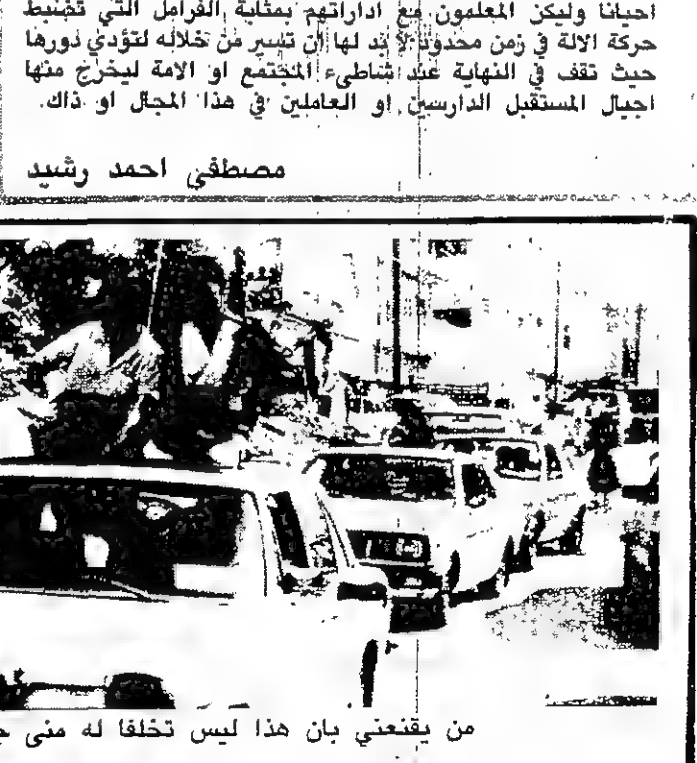 احيانا وليكن المعلمون مع اداراتهم بمثابة الفرامل التي تضبط
حركة الالة في زمن محدود لا بد لها ان تسير من خلاله لتؤدي دورها
حيث تقف في النهاية عند شاطىء المجتمع او الامة ليخرج منها
اجيال المستقبل الدارسين او العاملين في هذا المجال او ذاك.
مصطفى احمد رشيد
من يقنعني بان هذا ليس تخلفا له منى